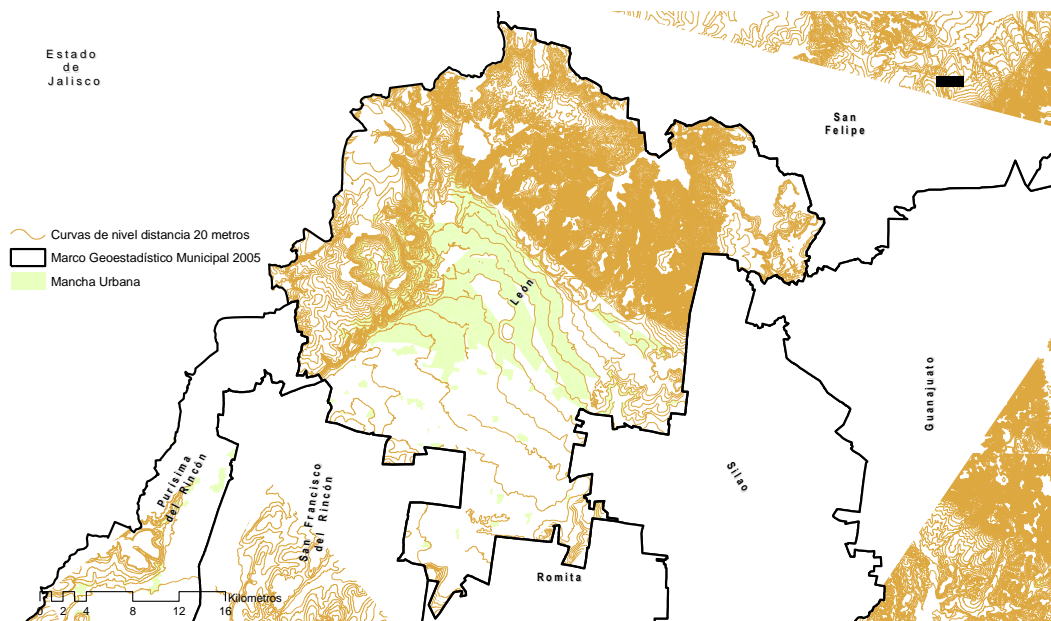 Estado
de
Jalisco
San
Felipe
Curvas de nivel distancia 20 metros
Marco Geoestadístico Municipal 2005
Mancha Urbana
León
Guanajuato
Silao
Purísima
del Rincón
San Francisco
del Rincón
Romita
Kilometros
0 2 4 8 12 16